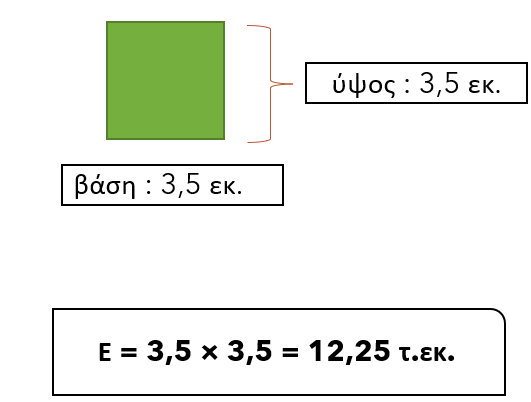 ύψος : 3,5 εκ.
βάση : 3,5 εκ.
Ε = 3,5 × 3,5 = 12,25 τ.εκ.